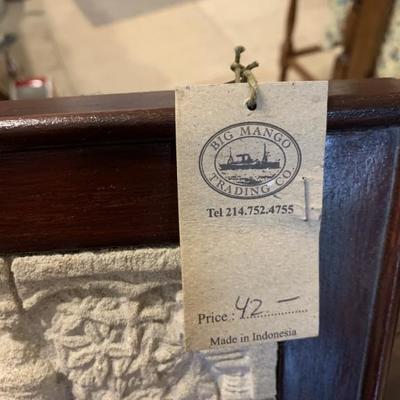 BIG MANGO
TRADING CO
Tel 214.752.4755
Price : 42 —
Made in Indonesia